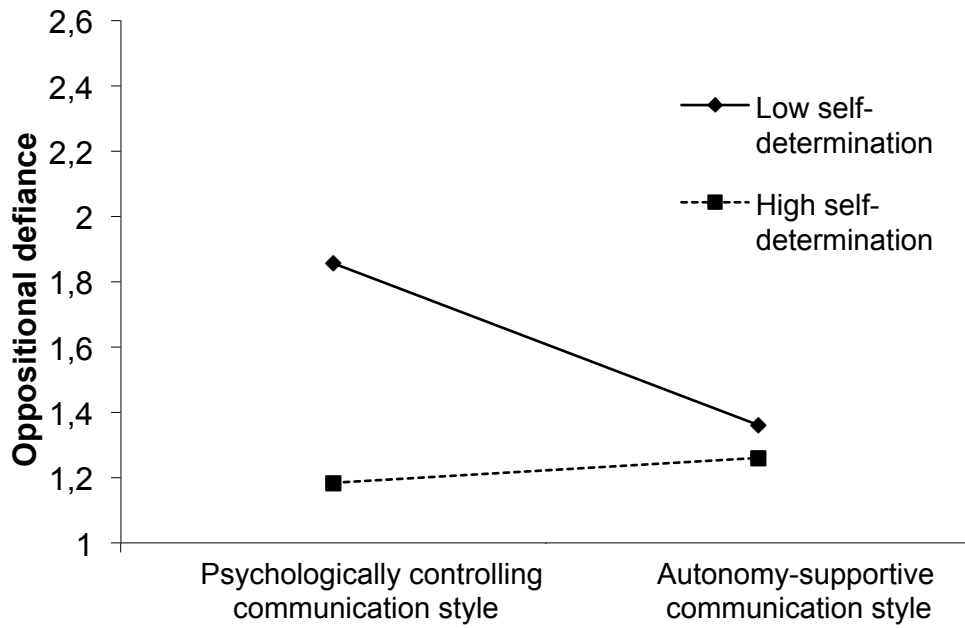 2,6
2,4
2,2
2
1,8
1,6
1,4
1,2
1
Oppositional defiance
Low self-
determination
High self-
determination
Psychologically controlling
communication style
Autonomy-supportive
communication style